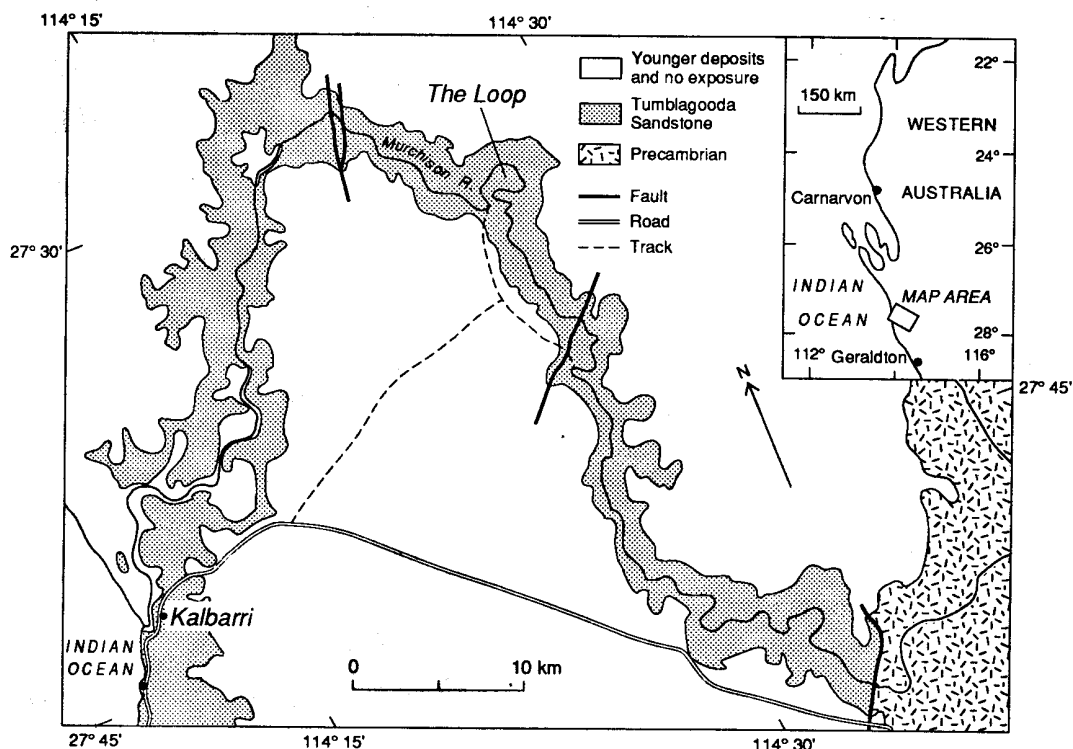 114° 15'
114° 30'
Younger deposits
and no exposure
Tumblagooda
Sandstone
Precambrian
Fault
Road
Track
The Loop
Murchison R.
27° 30'
150 km
22°
WESTERN
24°
AUSTRALIA
Carnarvon
26°
INDIAN
OCEAN
MAP AREA
28°
112°
Geraldton
116°
27° 45'
N
Kalbarri
INDIAN
OCEAN
0
10 km
27° 45'
114° 15'
114° 30'